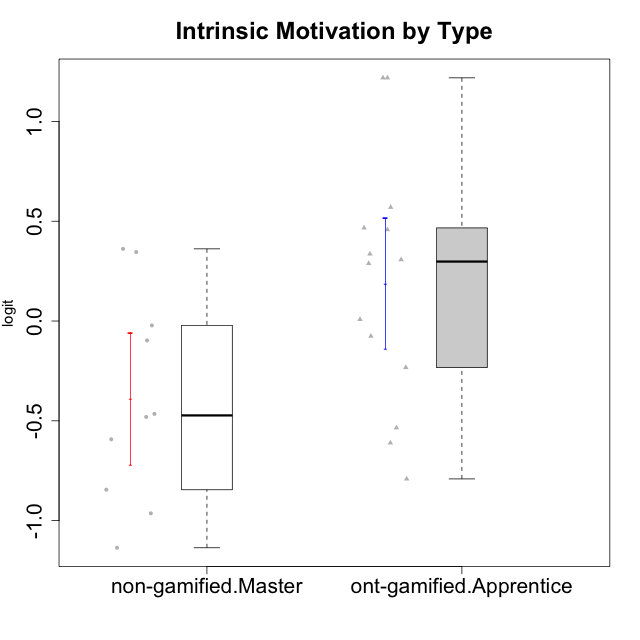 Intrinsic Motivation by Type
logit
1.0
0.5
0.0
-0.5
-1.0
non-gamified.Master
ont-gamified.Apprentice